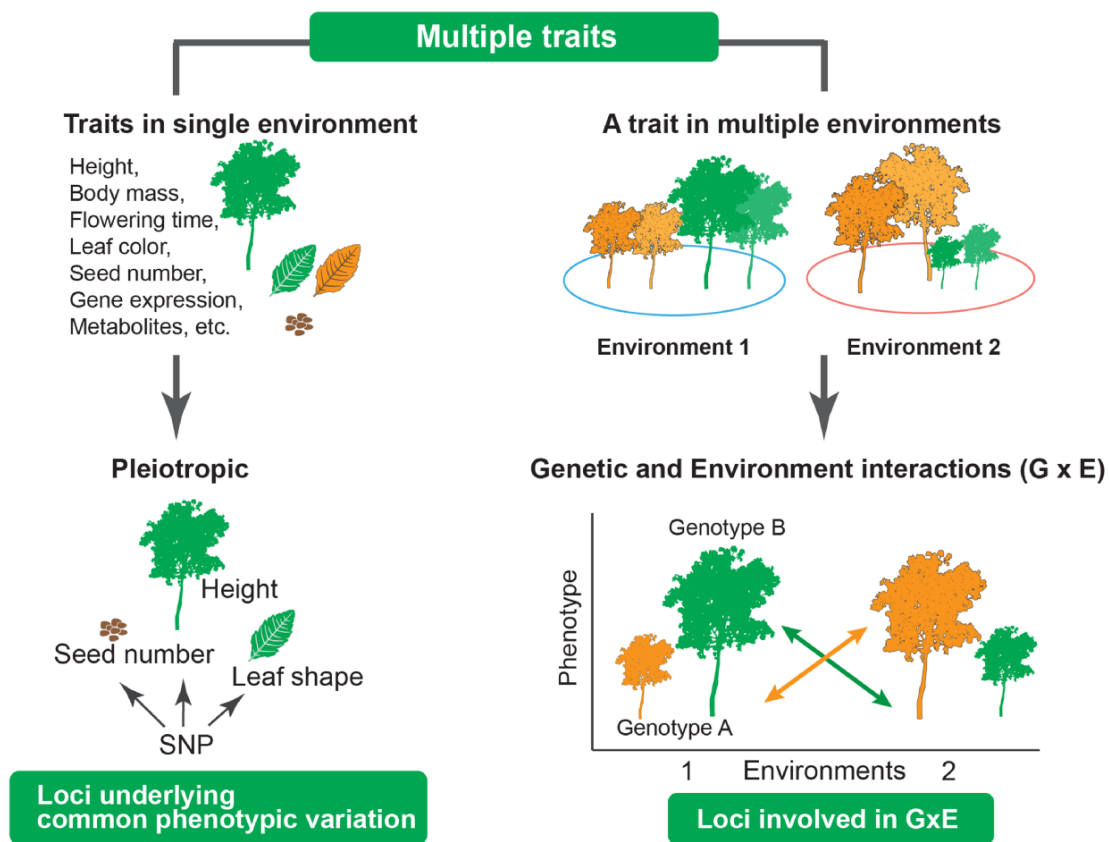 Multiple traits
Traits in single environment
Height,
Body mass,
Flowering time,
Leaf color,
Seed number,
Gene expression,
Metabolites, etc.
A trait in multiple environments
Environment 1
Environment 2
Pleiotropic
Height
Seed number
Leaf shape
SNP
Loci underlying
common phenotypic variation
Genetic and Environment interactions (G x E)
Phenotype
Genotype B
Genotype A
1 Environments 2
Loci involved in GxE